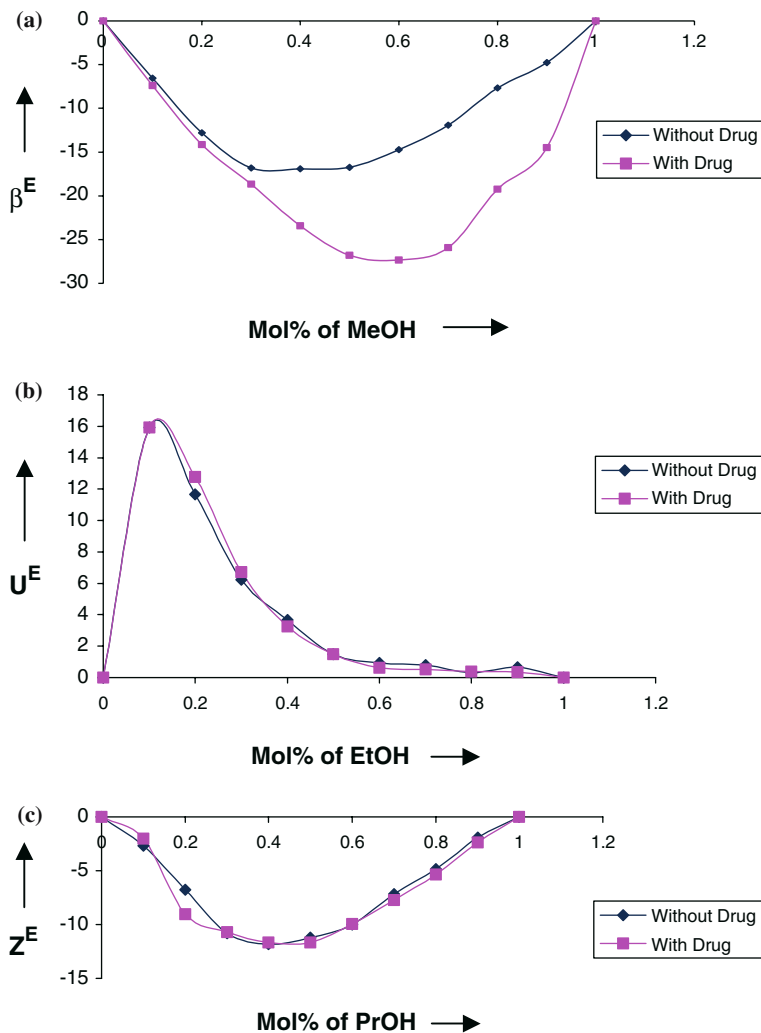 (a)
0 0.2 0.4 0.6 0.8 1 1.2
0
-5
-10
-15
-20
-25
-30
β^E
Without Drug
With Drug
Mol% of MeOH
(b)
18
16
14
12
10
8
6
4
2
0
U^E
0 0.2 0.4 0.6 0.8 1 1.2
Without Drug
With Drug
Mol% of EtOH
(c)
0
-5
-10
-15
0 0.2 0.4 0.6 0.8 1 1.2
Z^E
Without Drug
With Drug
Mol% of PrOH